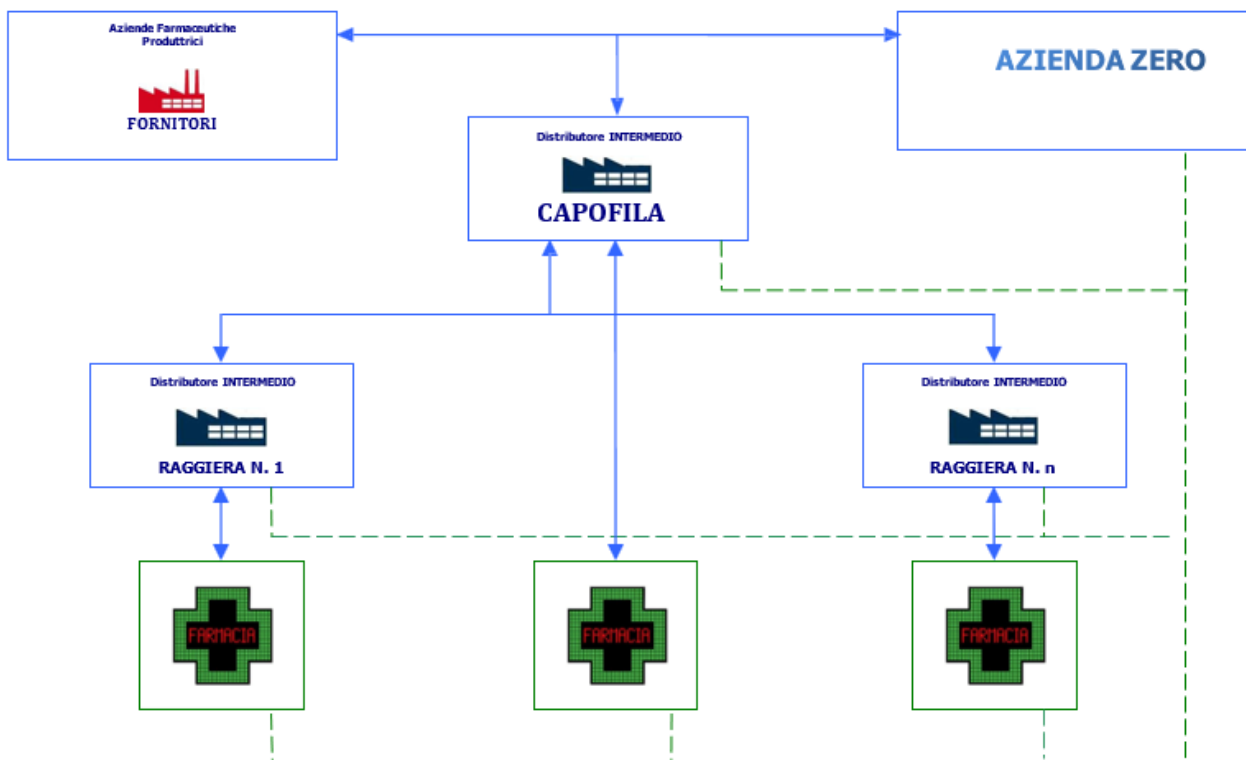 Aziende Farmaceutiche
Produttrici
FORNITORI
AZIENDA ZERO
Distributore INTERMEDIO
CAPOFILA
Distributore INTERMEDIO
RAGGIERA N. 1
Distributore INTERMEDIO
RAGGIERA N. n
FARMACIA
FARMACIA
FARMACIA